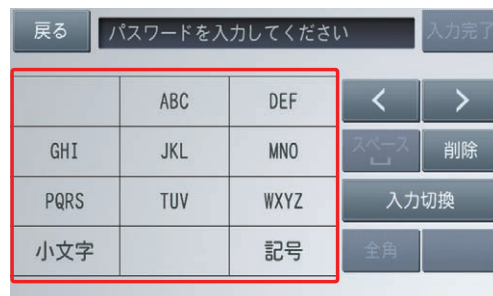 戻る パスワードを入力してください 入力完了
ABC DEF < >
GHI JKL MNO スペース 削除
PQRS TUV WXYZ 入力切換
小文字 記号 全角